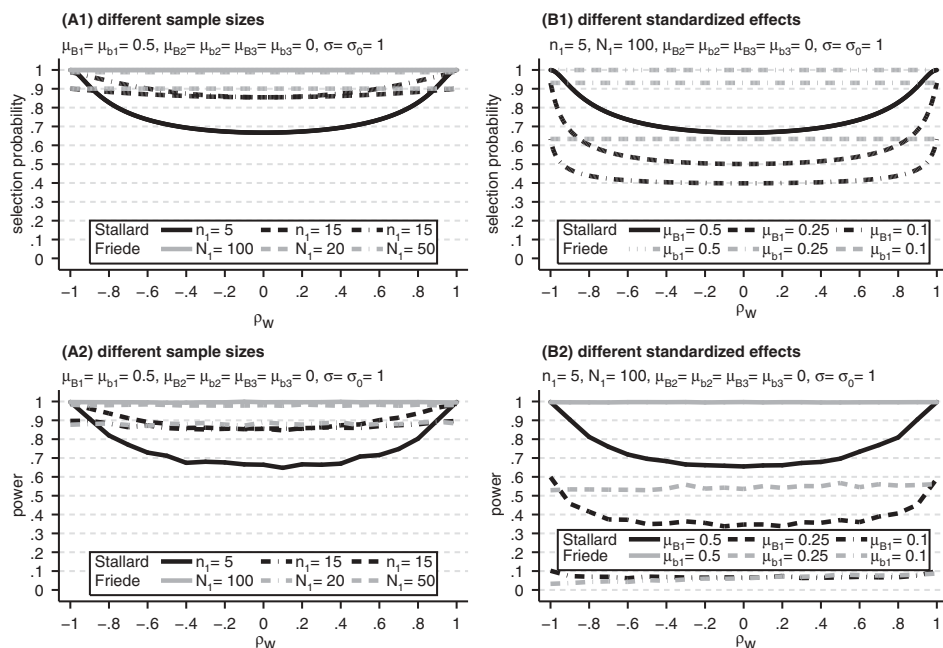 (A1) different sample sizes
μB1= μb1= 0.5, μB2= μb2= μB3= μb3= 0, σ= σ0= 1
selection probability
1
.9
.8
.7
.6
.5
.4
.3
.2
.1
0
Stallard n1= 5 n1= 15 n1= 15
Friede N1= 100 N1= 20 N1= 50
−1 −.8 −.6 −.4 −.2 0 .2 .4 .6 .8 1
ρW
(B1) different standardized effects
n1= 5, N1= 100, μB2= μb2= μB3= μb3= 0, σ= σ0= 1
selection probability
1
.9
.8
.7
.6
.5
.4
.3
.2
.1
0
Stallard μB1= 0.5 μB1= 0.25 μB1= 0.1
Friede μb1= 0.5 μb1= 0.25 μb1= 0.1
−1 −.8 −.6 −.4 −.2 0 .2 .4 .6 .8 1
ρW
(A2) different sample sizes
μB1= μb1= 0.5, μB2= μb2= μB3= μb3= 0, σ= σ0= 1
power
1
.9
.8
.7
.6
.5
.4
.3
.2
.1
0
Stallard n1= 5 n1= 15 n1= 15
Friede N1= 100 N1= 20 N1= 50
−1 −.8 −.6 −.4 −.2 0 .2 .4 .6 .8 1
ρW
(B2) different standardized effects
n1= 5, N1= 100, μB2= μb2= μB3= μb3= 0, σ= σ0= 1
power
1
.9
.8
.7
.6
.5
.4
.3
.2
.1
0
Stallard μB1= 0.5 μB1= 0.25 μB1= 0.1
Friede μb1= 0.5 μb1= 0.25 μb1= 0.1
−1 −.8 −.6 −.4 −.2 0 .2 .4 .6 .8 1
ρW